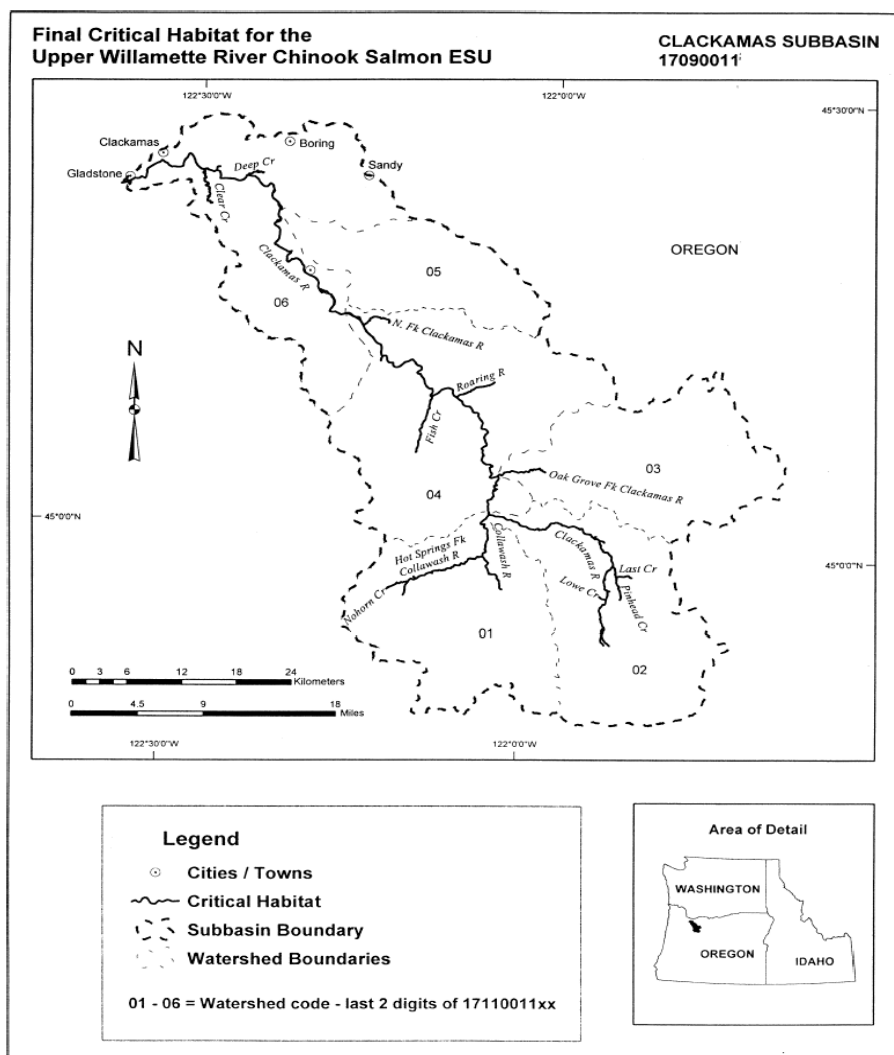 Final Critical Habitat for the
Upper Willamette River Chinook Salmon ESU
CLACKAMAS SUBBASIN
17090011
122°30'0"W
122°0'0"W
45°30'0"N
Clackamas
Boring
Gladstone
Deep Cr
Sandy
Clear Cr
OREGON
Clackamas R
05
06
N. Fk Clackamas R
N
Roaring R
Fish Cr
03
Oak Grove Fk Clackamas R
04
45°0'0"N
Hot Springs Fk
Collawash R
Collawash R
Clackamas R
Last Cr
45°0'0"N
Nohorn Cr
Lowe Cr
Pinhead Cr
01
02
0 3 6 12 18 24
Kilometers
0 4.5 9 18
Miles
122°30'0"W
122°0'0"W
Legend
Cities / Towns
Critical Habitat
Subbasin Boundary
Watershed Boundaries
01 - 06 = Watershed code - last 2 digits of 17110011xx
Area of Detail
WASHINGTON
OREGON
IDAHO